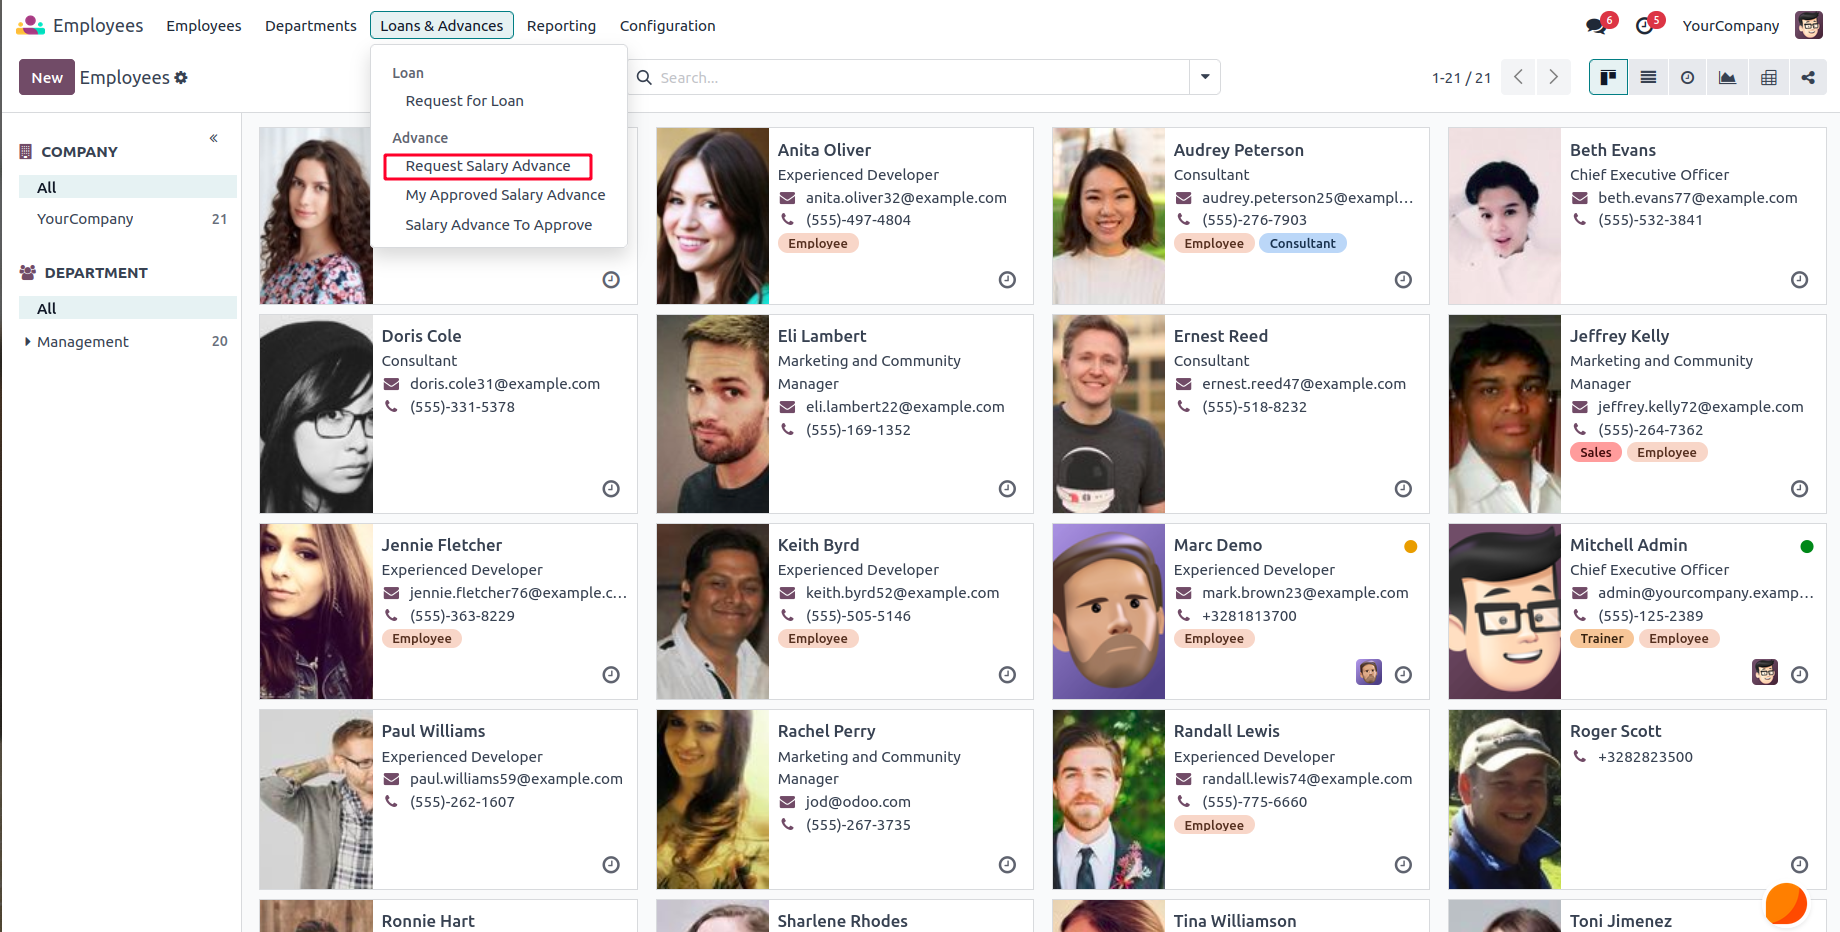 Employees Employees Departments Loans & Advances Reporting Configuration 6 5 YourCompany
New Employees Search... 1-21 / 21
Loan
Request for Loan
Advance
Request Salary Advance
My Approved Salary Advance
Salary Advance To Approve
COMPANY
All
YourCompany 21
DEPARTMENT
All
Management 20
Anita Oliver
Experienced Developer
anita.oliver32@example.com
(555)-497-4804
Employee
Audrey Peterson
Consultant
audrey.peterson25@exampl...
(555)-276-7903
Employee Consultant
Beth Evans
Chief Executive Officer
beth.evans77@example.com
(555)-532-3841
Doris Cole
Consultant
doris.cole31@example.com
(555)-331-5378
Eli Lambert
Marketing and Community
Manager
eli.lambert22@example.com
(555)-169-1352
Ernest Reed
Consultant
ernest.reed47@example.com
(555)-518-8232
Jeffrey Kelly
Marketing and Community
Manager
jeffrey.kelly72@example.com
(555)-264-7362
Sales Employee
Jennie Fletcher
Experienced Developer
jennie.fletcher76@example.c...
(555)-363-8229
Employee
Keith Byrd
Experienced Developer
keith.byrd52@example.com
(555)-505-5146
Employee
Marc Demo
Experienced Developer
mark.brown23@example.com
+3281813700
Employee
Mitchell Admin
Chief Executive Officer
admin@yourcompany.examp...
(555)-125-2389
Trainer Employee
Paul Williams
Experienced Developer
paul.williams59@example.com
(555)-262-1607
Rachel Perry
Marketing and Community
Manager
jod@odoo.com
(555)-267-3735
Randall Lewis
Experienced Developer
randall.lewis74@example.com
(555)-775-6660
Employee
Roger Scott
+3282823500
Ronnie Hart
Sharlene Rhodes
Tina Williamson
Toni Jimenez